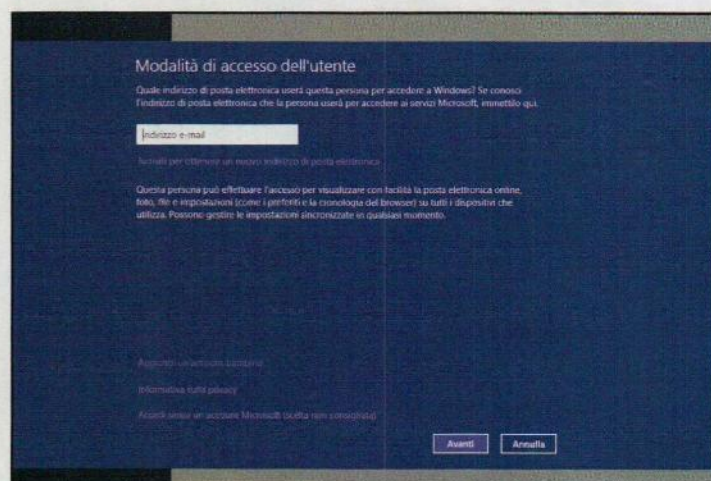 Modalità di accesso dell'utente
Quale indirizzo di posta elettronica userà questa persona per accedere a Windows? Se conosci
l'indirizzo di posta elettronica che la persona userà per accedere ai servizi Microsoft, immettilo qui.
Indirizzo e-mail
Iscriviti per ottenere un nuovo indirizzo di posta elettronica
Questa persona può effettuare l'accesso per visualizzare con facilità la posta elettronica online,
foto, file e impostazioni (come i preferiti e la cronologia del browser) su tutti i dispositivi che
utilizza. Possono gestire le impostazioni sincronizzate in qualsiasi momento.
Aggiungi un account bambino
Informativa sulla privacy
Accedi senza un account Microsoft (scelta non consigliata)
Avanti
Annulla